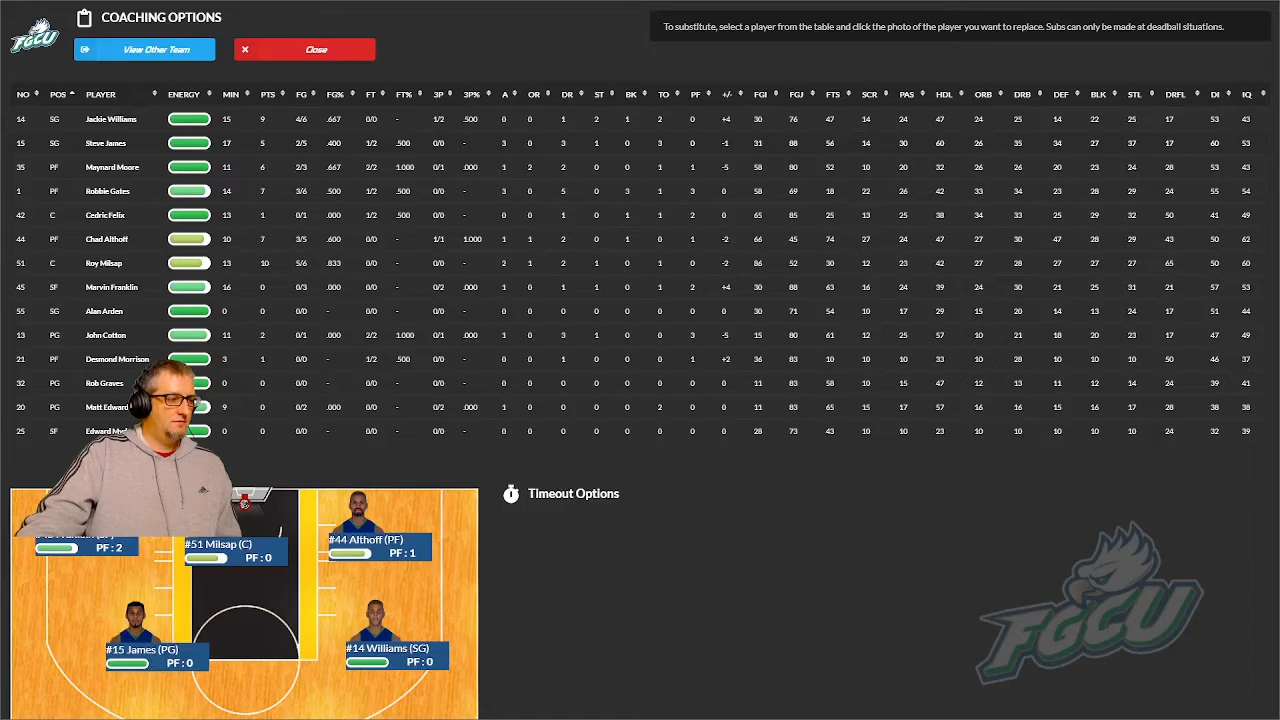 FGCU
COACHING OPTIONS
To substitute, select a player from the table and click the photo of the player you want to replace. Subs can only be made at deadball situations.
View Other Team
Close
NO POS PLAYER ENERGY MIN PTS FG FG% FT FT% 3P 3P% A OR DR ST BK TO PF +/- FGI FGJ FTS SCR PAS HDL ORB DRB DEF BLK STL DRFL DI IQ
14 SG Jackie Williams 15 9 4/6 .667 0/0 - 1/2 .500 0 0 1 2 1 2 0 +4 30 76 47 14 24 47 24 25 14 22 25 17 53 43
15 SG Steve James 17 5 2/5 .400 1/2 .500 0/0 - 3 0 3 1 0 3 0 -1 31 88 56 14 30 60 26 35 34 27 37 17 60 53
35 PF Maynard Moore 11 6 2/3 .667 2/2 1.000 0/1 .000 1 2 2 0 0 1 1 -5 58 80 52 10 20 32 26 26 20 23 24 28 53 43
1 PF Robbie Gates 14 7 3/6 .500 1/2 .500 0/0 - 3 0 5 0 3 1 3 0 58 69 18 22 26 42 33 34 23 28 29 24 55 54
42 C Cedric Felix 13 1 0/1 .000 1/2 .500 0/0 - 0 0 1 0 1 1 2 0 65 85 25 13 25 38 34 33 25 29 32 50 41 49
44 PF Chad Althoff 10 7 3/5 .600 0/0 - 1/1 1.000 1 1 2 0 1 0 1 -2 66 45 74 27 24 47 27 30 47 28 29 43 50 62
51 C Roy Milsap 13 10 5/6 .833 0/0 - 0/0 - 2 1 2 1 0 1 0 -2 86 52 30 12 23 42 27 28 27 27 27 65 50 60
45 SF Marvin Franklin 16 0 0/3 .000 0/0 - 0/2 .000 1 0 1 1 0 1 2 +4 30 88 63 16 24 39 24 30 21 25 31 21 57 53
55 SG Alan Arden 0 0 0/0 - 0/0 - 0/0 - 0 0 0 0 0 0 0 0 30 71 54 10 17 29 15 20 14 17 18 24 51 44
13 PG John Cotton 11 2 0/1 .000 2/2 1.000 0/1 .000 1 0 3 1 0 0 3 -5 15 80 61 12 25 57 10 21 18 20 23 17 47 49
21 PF Desmond Morrison 3 1 0/0 - 1/2 .500 0/0 - 0 0 1 0 0 0 1 +2 36 83 10 10 10 33 10 28 10 10 10 50 46 37
32 PG Rob Graves 0 0 0/0 - 0/0 - 0/0 - 0 0 0 0 0 0 0 0 11 83 58 10 15 47 12 13 11 12 14 24 39 41
20 PG Matt Edward 9 0 0/2 .000 0/0 - 0/2 .000 1 0 0 0 0 2 0 0 11 83 65 15 17 57 16 16 15 16 17 28 38 38
25 SF Edward 0 0 0/0 - 0/0 - 0/0 - 0 0 0 0 0 0 0 0 28 73 43 10 10 23 10 10 10 10 10 24 32 39
Timeout Options
PF : 2
#51 Milsap (C)
PF : 0
#44 Althoff (PF)
PF : 1
#15 James (PG)
PF : 0
#14 Williams (SG)
PF : 0
FGCU